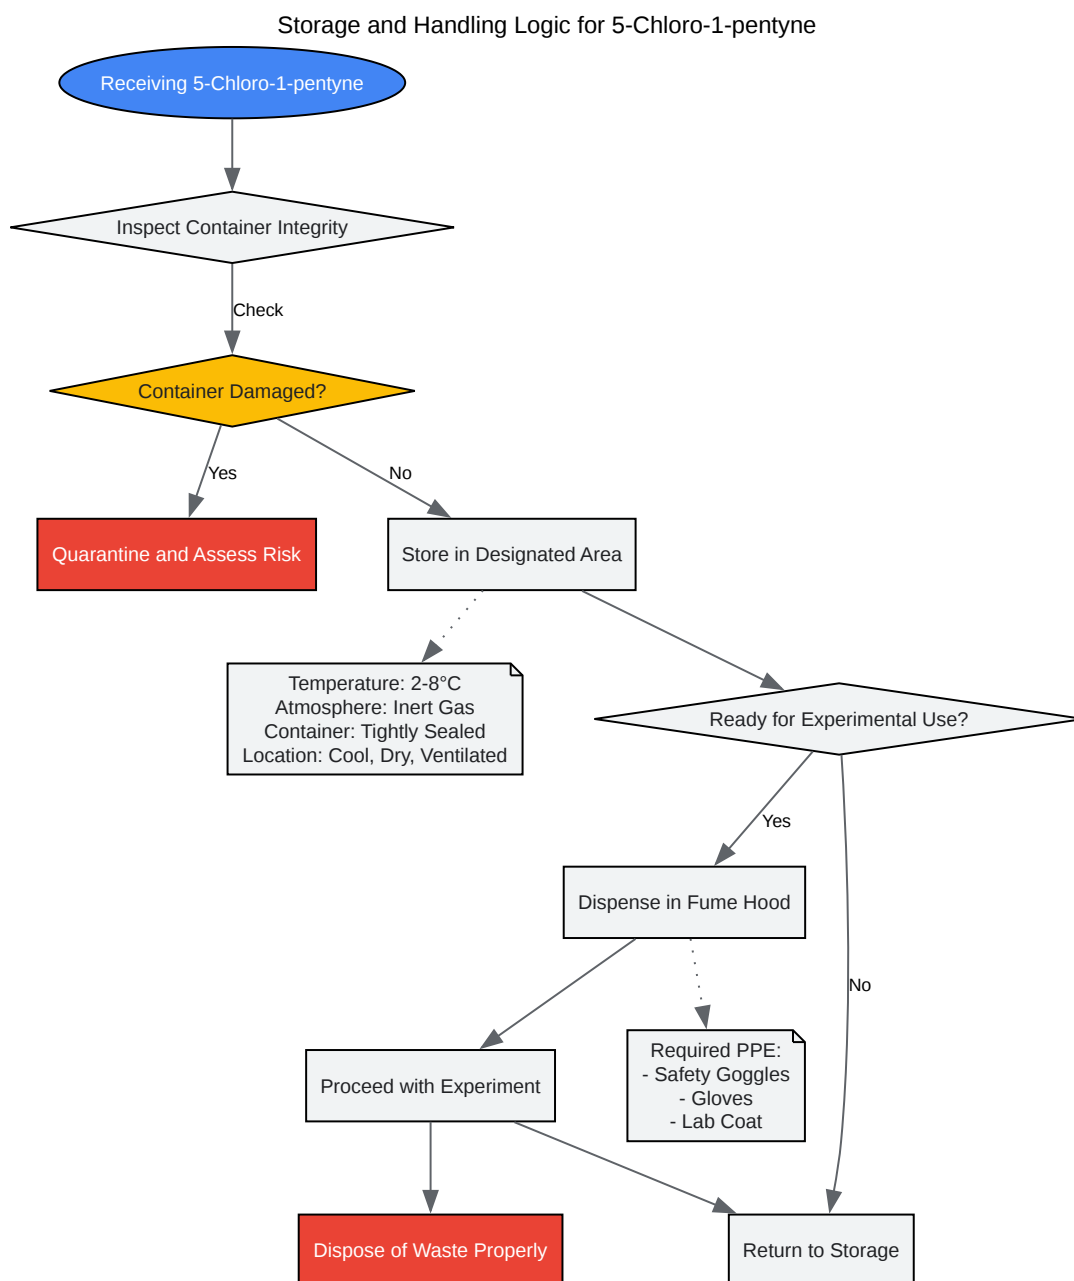 Storage and Handling Logic for 5-Chloro-1-pentyne
Receiving 5-Chloro-1-pentyne
Inspect Container Integrity
Check
Container Damaged?
Yes
No
Quarantine and Assess Risk
Store in Designated Area
Temperature: 2-8°C
Atmosphere: Inert Gas
Container: Tightly Sealed
Location: Cool, Dry, Ventilated
Ready for Experimental Use?
Yes
Dispense in Fume Hood
No
Required PPE:
- Safety Goggles
- Gloves
- Lab Coat
Proceed with Experiment
Dispose of Waste Properly
Return to Storage